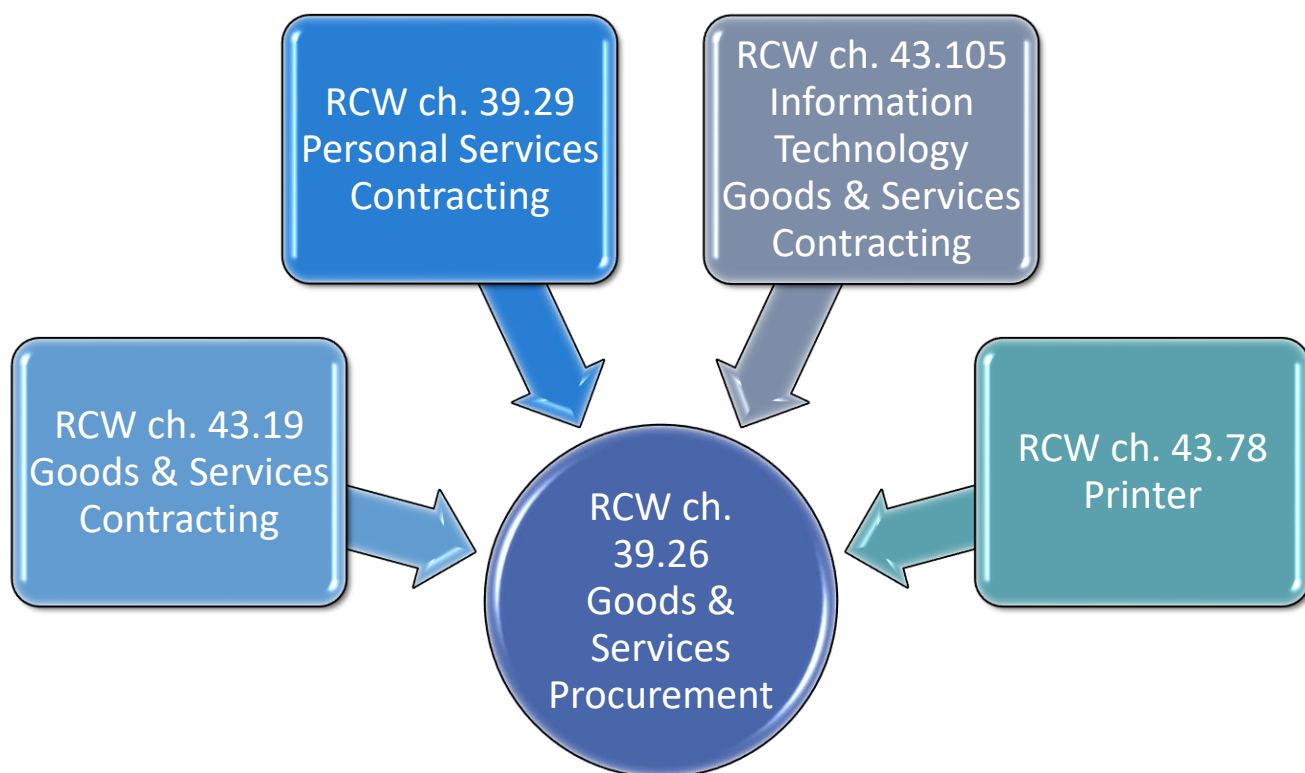 RCW ch. 39.29
Personal Services
Contracting
RCW ch. 43.105
Information
Technology
Goods & Services
Contracting
RCW ch. 43.19
Goods & Services
Contracting
RCW ch. 43.78
Printer
RCW ch.
39.26
Goods &
Services
Procurement